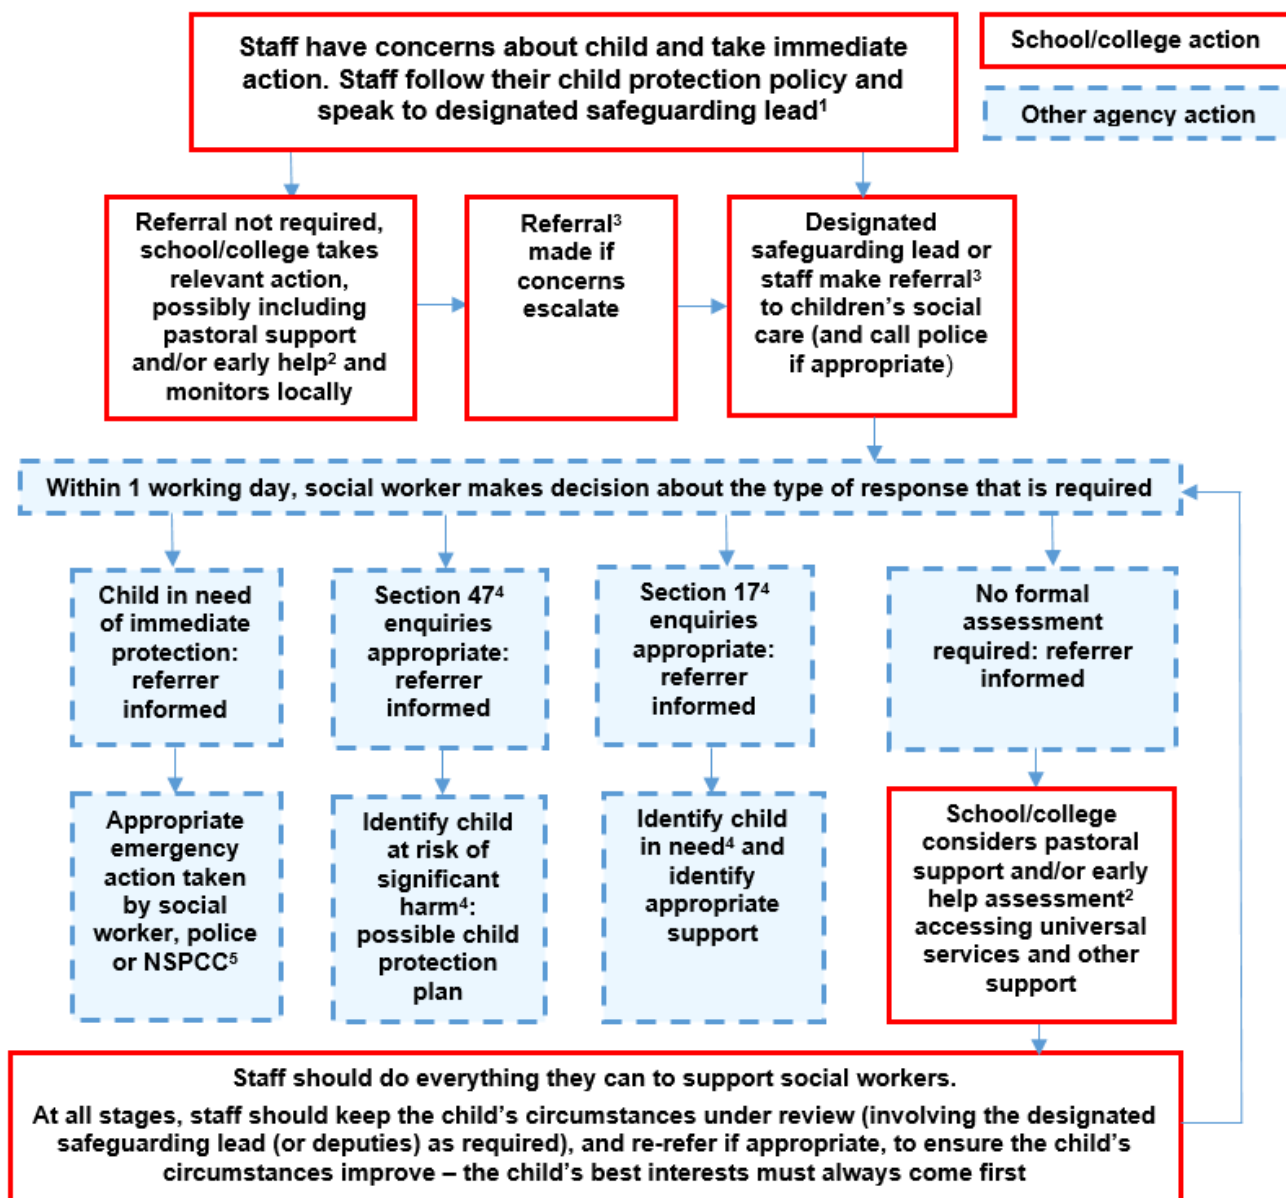 Staff have concerns about child and take immediate
action. Staff follow their child protection policy and
speak to designated safeguarding lead¹
School/college action
Other agency action
Referral not required,
school/college takes
relevant action,
possibly including
pastoral support
and/or early help² and
monitors locally
Referral³
made if
concerns
escalate
Designated
safeguarding lead or
staff make referral³
to children’s social
care (and call police
if appropriate)
Within 1 working day, social worker makes decision about the type of response that is required
Child in need
of immediate
protection:
referrer
informed
Section 47⁴
enquiries
appropriate:
referrer
informed
Section 17⁴
enquiries
appropriate:
referrer
informed
No formal
assessment
required: referrer
informed
Appropriate
emergency
action taken
by social
worker, police
or NSPCC⁵
Identify child
at risk of
significant
harm⁴:
possible child
protection
plan
Identify child
in need⁴ and
identify
appropriate
support
School/college
considers pastoral
support and/or early
help assessment²
accessing universal
services and other
support
Staff should do everything they can to support social workers.
At all stages, staff should keep the child’s circumstances under review (involving the designated
safeguarding lead (or deputies) as required), and re-refer if appropriate, to ensure the child’s
circumstances improve – the child’s best interests must always come first